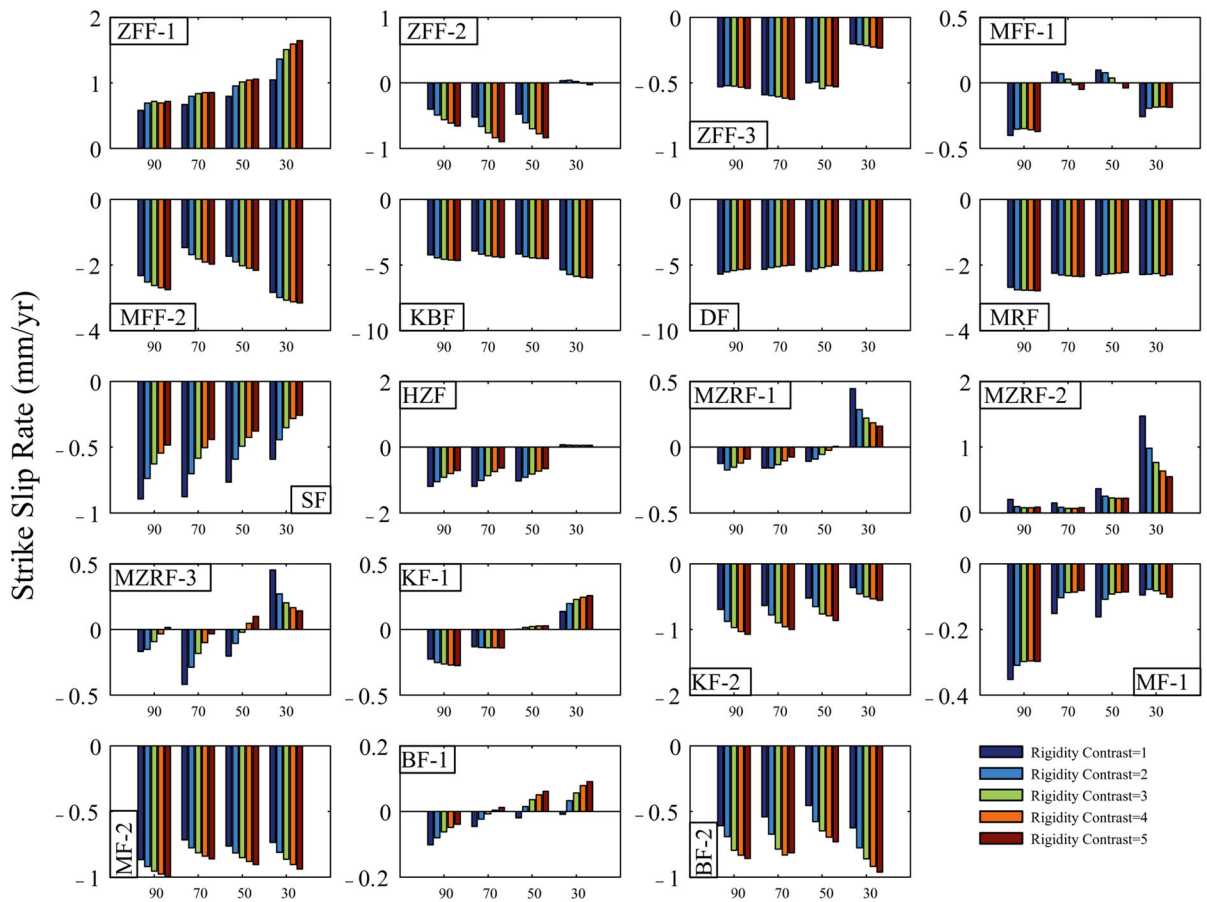 Strike Slip Rate (mm/yr)
2
1
0
ZFF-1
90 70 50 30
1
0
-1
ZFF-2
90 70 50 30
0
-0.5
-1
ZFF-3
90 70 50 30
0.5
0
-0.5
MFF-1
90 70 50 30
0
-2
-4
MFF-2
90 70 50 30
0
-5
-10
KBF
90 70 50 30
0
-5
-10
DF
90 70 50 30
0
-2
-4
MRF
90 70 50 30
0
-0.5
-1
SF
90 70 50 30
2
0
-2
HZF
90 70 50 30
0.5
0
-0.5
MZRF-1
90 70 50 30
2
1
0
MZRF-2
90 70 50 30
0.5
0
-0.5
MZRF-3
90 70 50 30
0.5
0
-0.5
KF-1
90 70 50 30
0
-1
-2
KF-2
90 70 50 30
0
-0.2
-0.4
MF-1
90 70 50 30
0
-0.5
-1
MF-2
90 70 50 30
0.2
0
-0.2
BF-1
90 70 50 30
0
-0.5
-1
BF-2
90 70 50 30
Rigidity Contrast=1
Rigidity Contrast=2
Rigidity Contrast=3
Rigidity Contrast=4
Rigidity Contrast=5